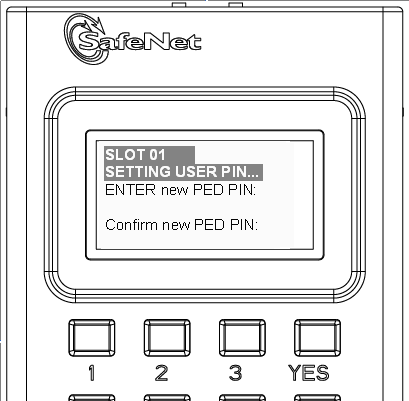 SafeNet
SLOT 01
SETTING USER PIN...
ENTER new PED PIN:
Confirm new PED PIN:
1 2 3 YES